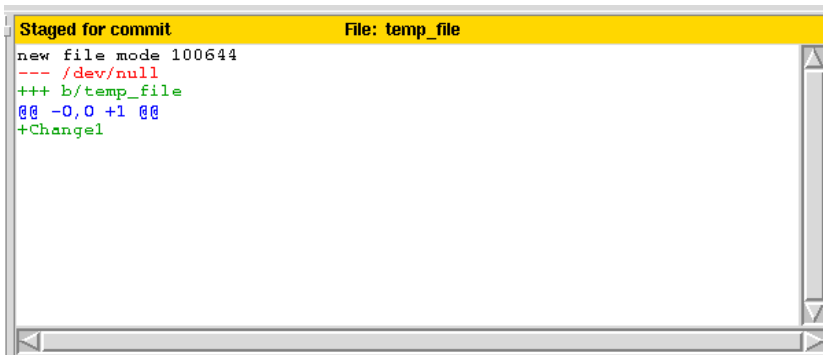 Staged for commit File: temp_file
new file mode 100644
--- /dev/null
+++ b/temp_file
@@ -0,0 +1 @@
+Change1